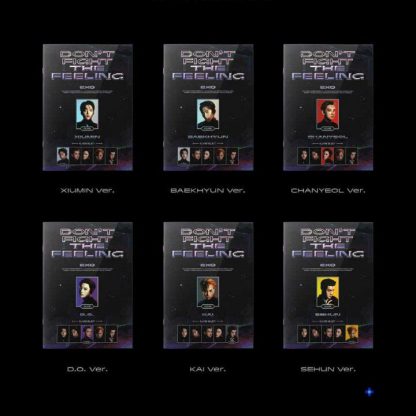 DON'T
FIGHT
THE
FEELING
EXO
XIUMIN
XIUMIN Ver.
DON'T
FIGHT
THE
FEELING
EXO
BAEKHYUN
BAEKHYUN Ver.
DON'T
FIGHT
THE
FEELING
EXO
CHANYEOL
CHANYEOL Ver.
DON'T
FIGHT
THE
FEELING
EXO
D.O.
D.O. Ver.
DON'T
FIGHT
THE
FEELING
EXO
KAI
KAI Ver.
DON'T
FIGHT
THE
FEELING
EXO
SEHUN
SEHUN Ver.